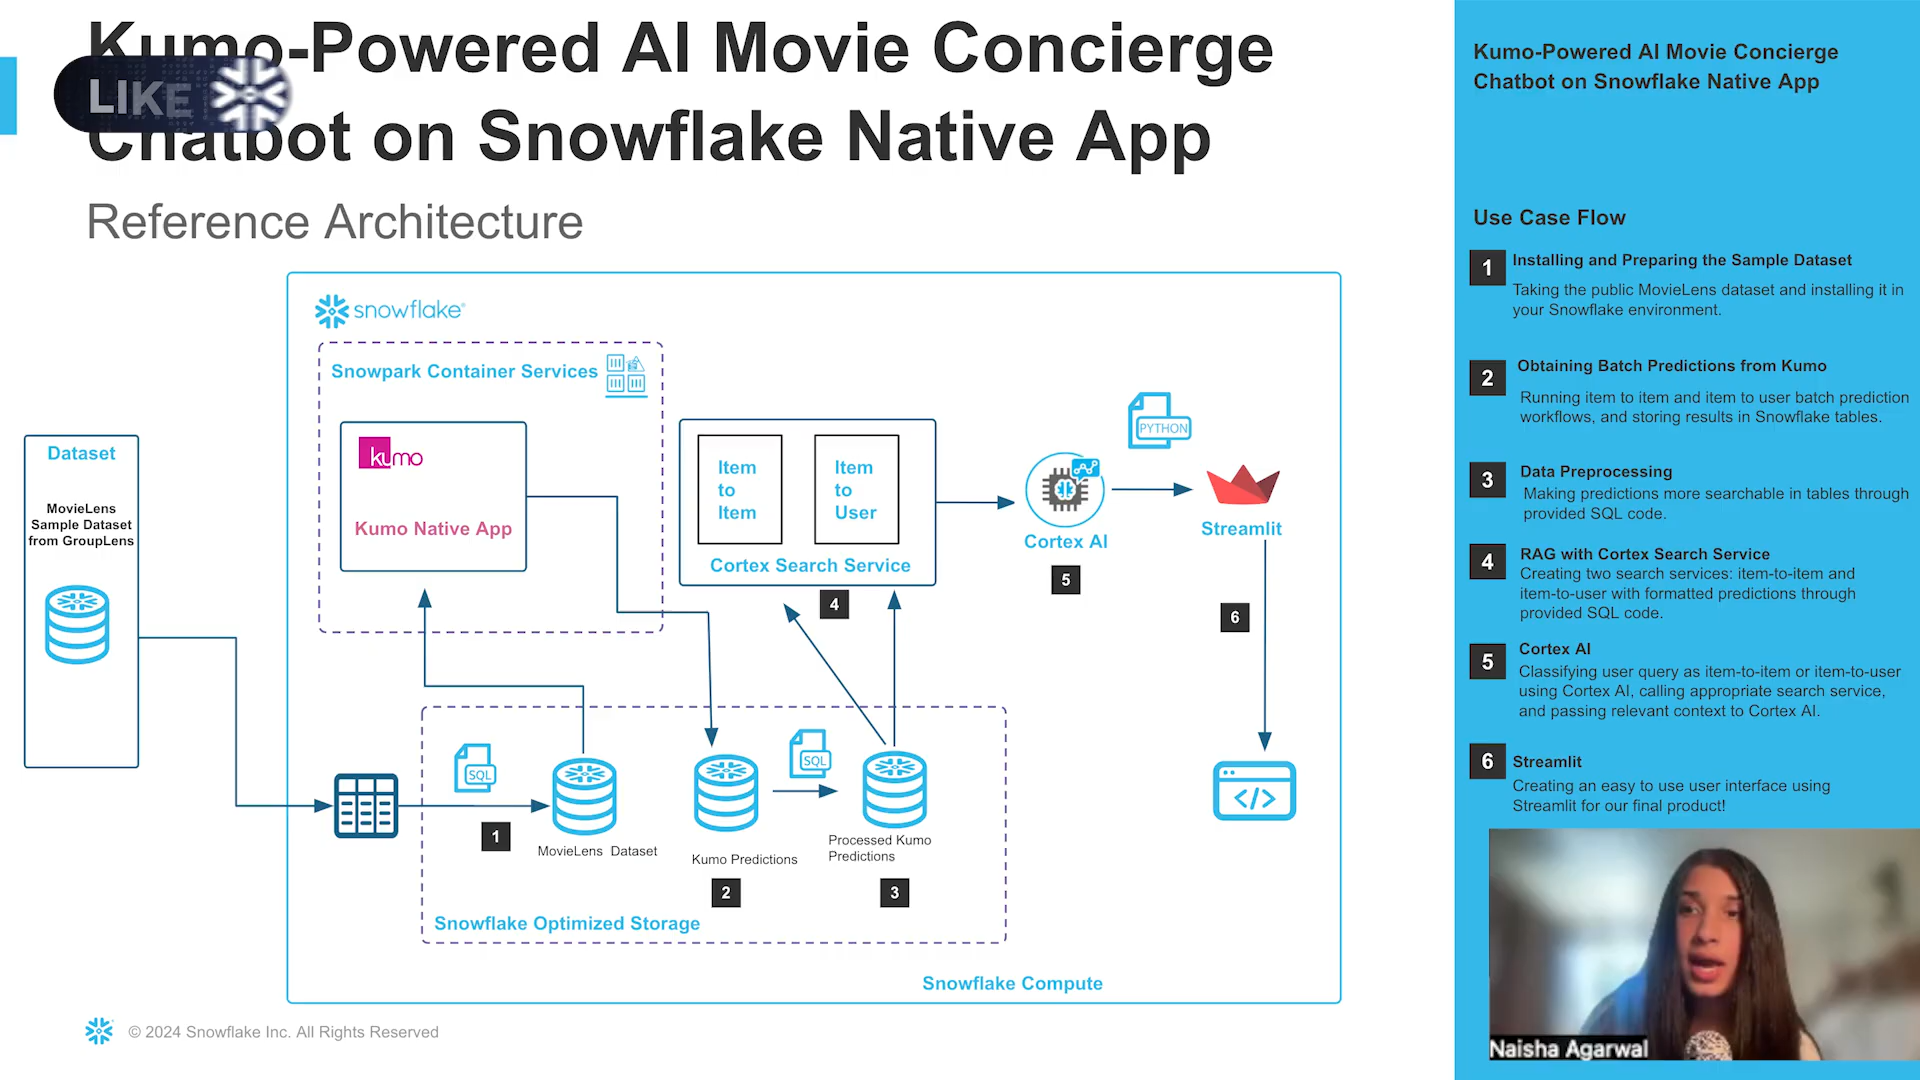 Kumo-Powered AI Movie Concierge
Chatbot on Snowflake Native App
LIKE
Reference Architecture
snowflake
Snowpark Container Services
kumo
Kumo Native App
Dataset
MovieLens
Sample Dataset
from GroupLens
Item
to
Item
Item
to
User
Cortex Search Service
4
Cortex AI
5
PYTHON
Streamlit
6
SQL
1
MovieLens Dataset
Kumo Predictions
2
SQL
Processed Kumo
Predictions
3
Snowflake Optimized Storage
Snowflake Compute
© 2024 Snowflake Inc. All Rights Reserved
Kumo-Powered AI Movie Concierge
Chatbot on Snowflake Native App
Use Case Flow
1
Installing and Preparing the Sample Dataset
Taking the public MovieLens dataset and installing it in
your Snowflake environment.
2
Obtaining Batch Predictions from Kumo
Running item to item and item to user batch prediction
workflows, and storing results in Snowflake tables.
3
Data Preprocessing
Making predictions more searchable in tables through
provided SQL code.
4
RAG with Cortex Search Service
Creating two search services: item-to-item and
item-to-user with formatted predictions through
provided SQL code.
5
Cortex AI
Classifying user query as item-to-item or item-to-user
using Cortex AI, calling appropriate search service,
and passing relevant context to Cortex AI.
6
Streamlit
Creating an easy to use user interface using
Streamlit for our final product!
Naisha Agarwal